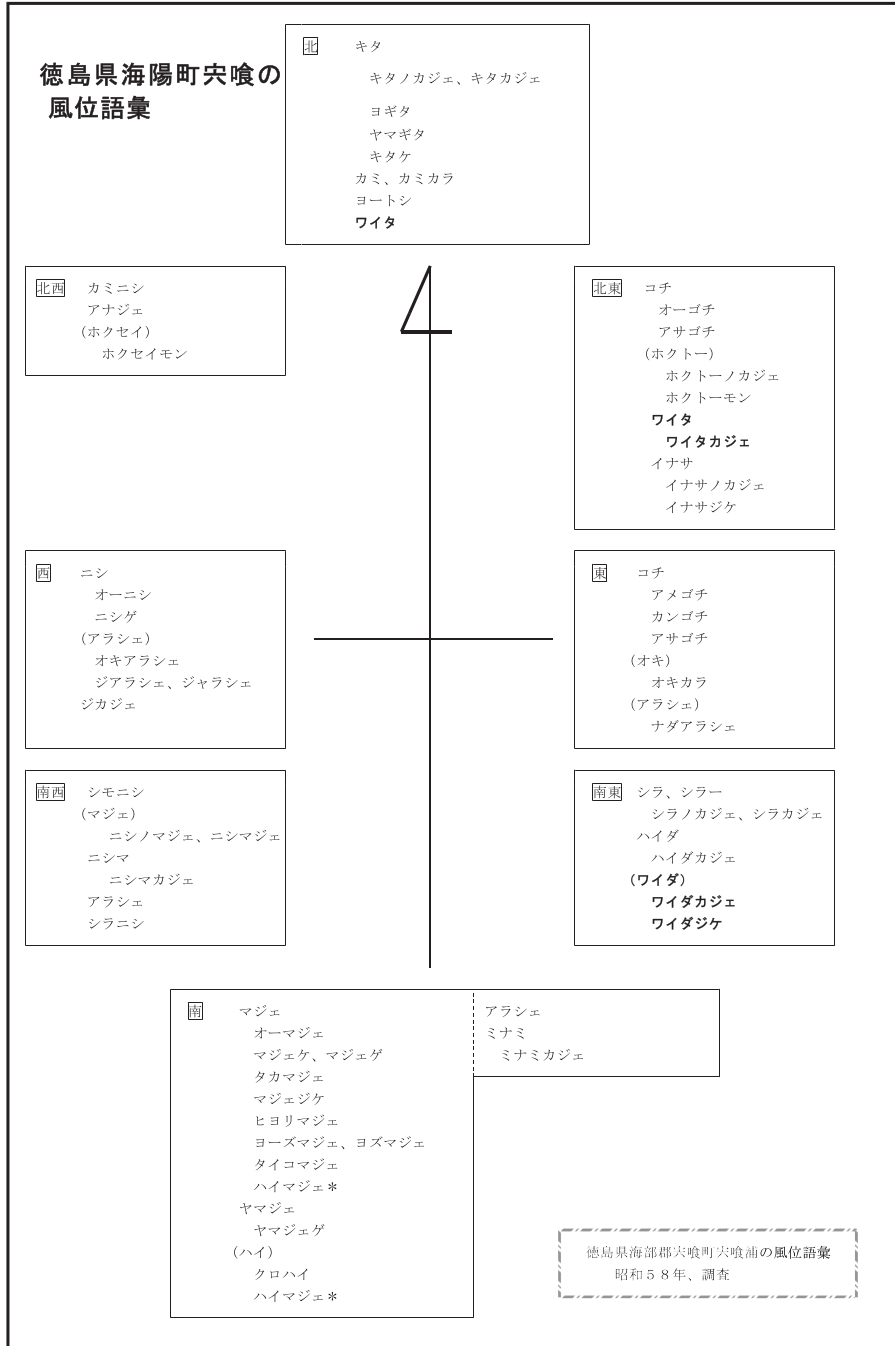 徳島県海陽町宍喰の
風位語彙
北 キタ
キタノカジェ、キタカジェ
ヨギタ
ヤマギタ
キタケ
カミ、カミカラ
ヨートシ
ワイタ
北西 カミニシ
アナジェ
(ホクセイ)
ホクセイモン
北東 コチ
オーゴチ
アサゴチ
(ホクトー)
ホクトーノカジェ
ホクトーモン
ワイタ
ワイタカジェ
イナサ
イナサノカジェ
イナサジケ
西 ニシ
オーニシ
ニシゲ
(アラシェ)
オキアラシェ
ジアラシェ、ジャラシェ
ジカジェ
東 コチ
アメゴチ
カンゴチ
アサゴチ
(オキ)
オキカラ
(アラシェ)
ナダアラシェ
南西 シモニシ
(マジェ)
ニシノマジェ、ニシマジェ
ニシマ
ニシマカジェ
アラシェ
シラニシ
南東 シラ、シラー
シラノカジェ、シラカジェ
ハイダ
ハイダカジェ
(ワイダ)
ワイダカジェ
ワイダジケ
南 マジェ
オーマジェ
マジェケ、マジェゲ
タカマジェ
マジェジケ
ヒヨリマジェ
ヨーズマジェ、ヨズマジェ
タイコマジェ
ハイマジェ＊
ヤマジェ
ヤマジェゲ
(ハイ)
クロハイ
ハイマジェ＊
アラシェ
ミナミ
ミナミカジェ
徳島県海部郡宍喰町宍喰浦の風位語彙
昭和５８年、調査